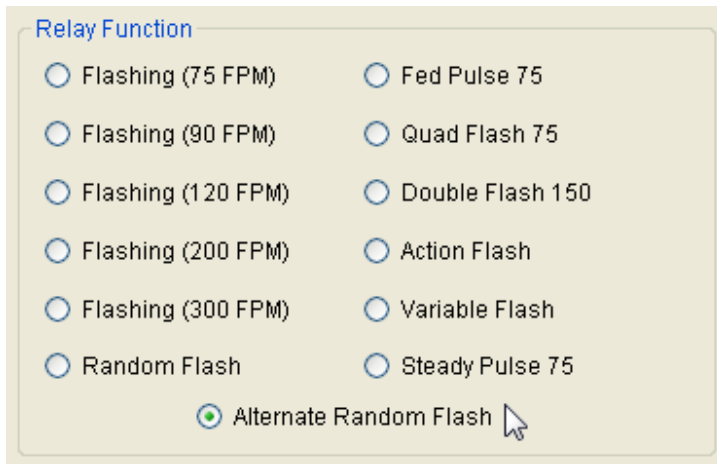 Relay Function
Flashing (75 FPM)
Fed Pulse 75
Flashing (90 FPM)
Quad Flash 75
Flashing (120 FPM)
Double Flash 150
Flashing (200 FPM)
Action Flash
Flashing (300 FPM)
Variable Flash
Random Flash
Steady Pulse 75
Alternate Random Flash